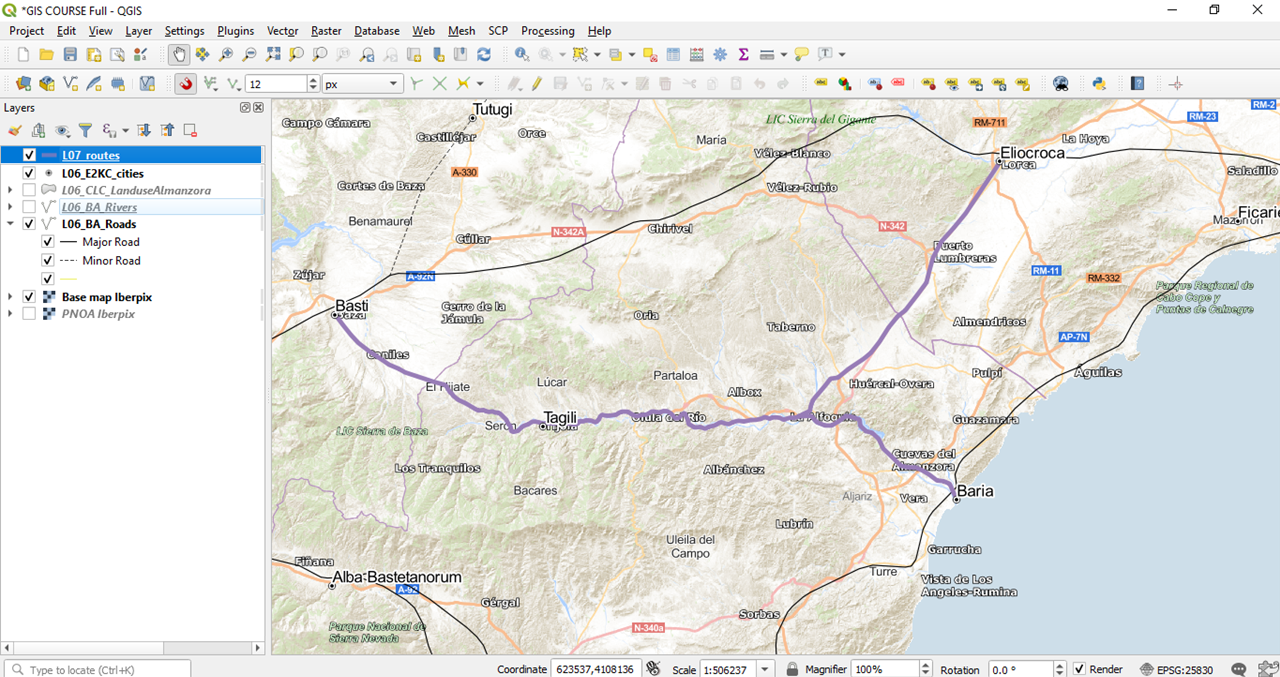 *GIS COURSE Full - QGIS
Project Edit View Layer Settings Plugins Vector Raster Database Web Mesh SCP Processing Help
12 px
Layers
L07_routes
L06_E2KC_cities
L06_CLC_LanduseAlmanzora
L06_BA_Rivers
L06_BA_Roads
Major Road
Minor Road
Base map Iberpix
PNOA Iberpix
Tutugi
Campo Cámara
Castilléjar
Orce
María
LIC Sierra del Gigante
RM-711
RM-23
RM-2
La Hoya
Eliocroca
Lorca
Vélez-Blanco
Saladillo
A-330
Cortes de Baza
Vélez-Rubio
Benamaurel
N-342A
Chirivel
N-342
Cúllar
Puerto
Lumbreras
Zújar
A-92N
RM-11
RM-332
Parque Regional de
Cabo Cope y
Puntas de Calnegre
Basti
Baza
Cerro de la
Jámula
Oria
Taberno
Almendricos
AP-7N
Caniles
Pulpí
Aguilas
El Hijate
Lúcar
Partaloa
Albox
Huércal-Overa
LIC Sierra de Baza
Serón
Tagili
Olula del Río
La Alfoquía
Guazamara
Los Tranquilos
Albánchez
Cuevas del
Almanzora
Bacares
Aljariz
Vera
Baria
Lubrín
Uleila del
Campo
Garrucha
Fiñana
Alba Bastetanorum
A-92
Turre
Vista de Los
Angeles-Rumina
Gérgal
Sorbas
Parque Nacional de
Sierra Nevada
N-340a
Type to locate (Ctrl+K) Coordinate 623537,4108136 Scale 1:506237 Magnifier 100% Rotation 0.0 ° Render EPSG:25830